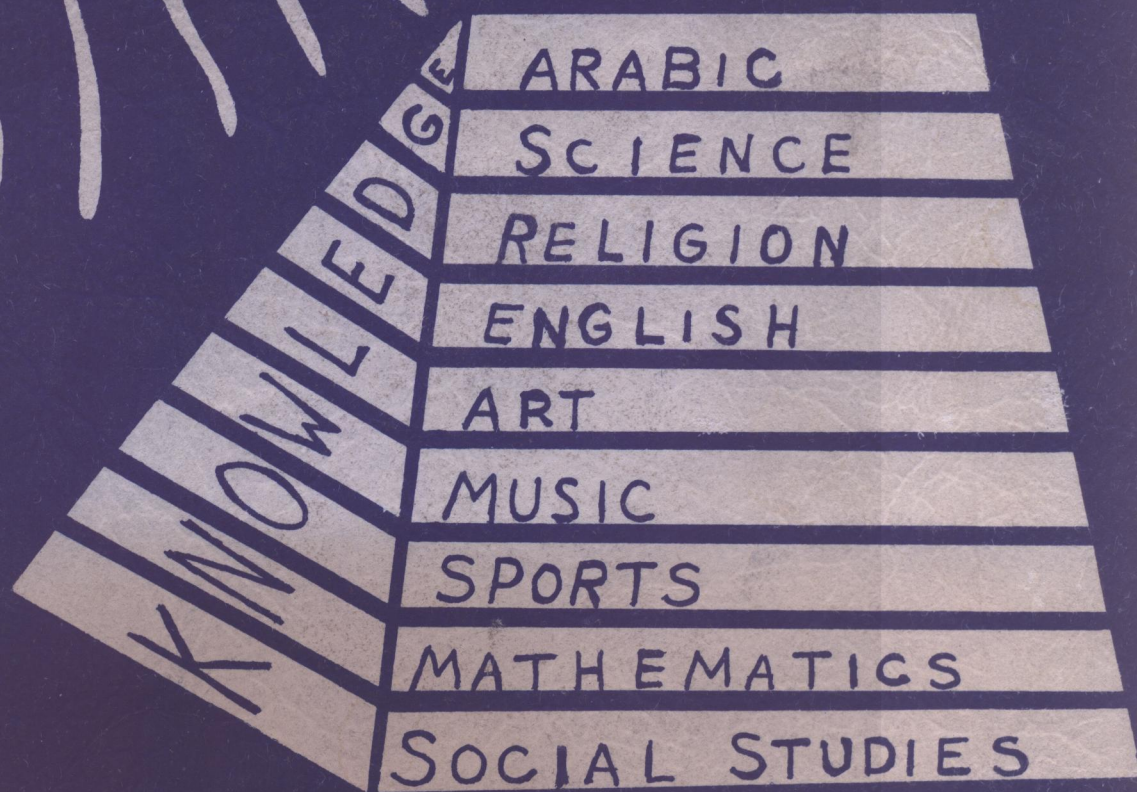 ARABIC
SCIENCE
RELIGION
ENGLISH
ART
MUSIC
SPORTS
MATHEMATICS
SOCIAL STUDIES
KNOWLEDGE